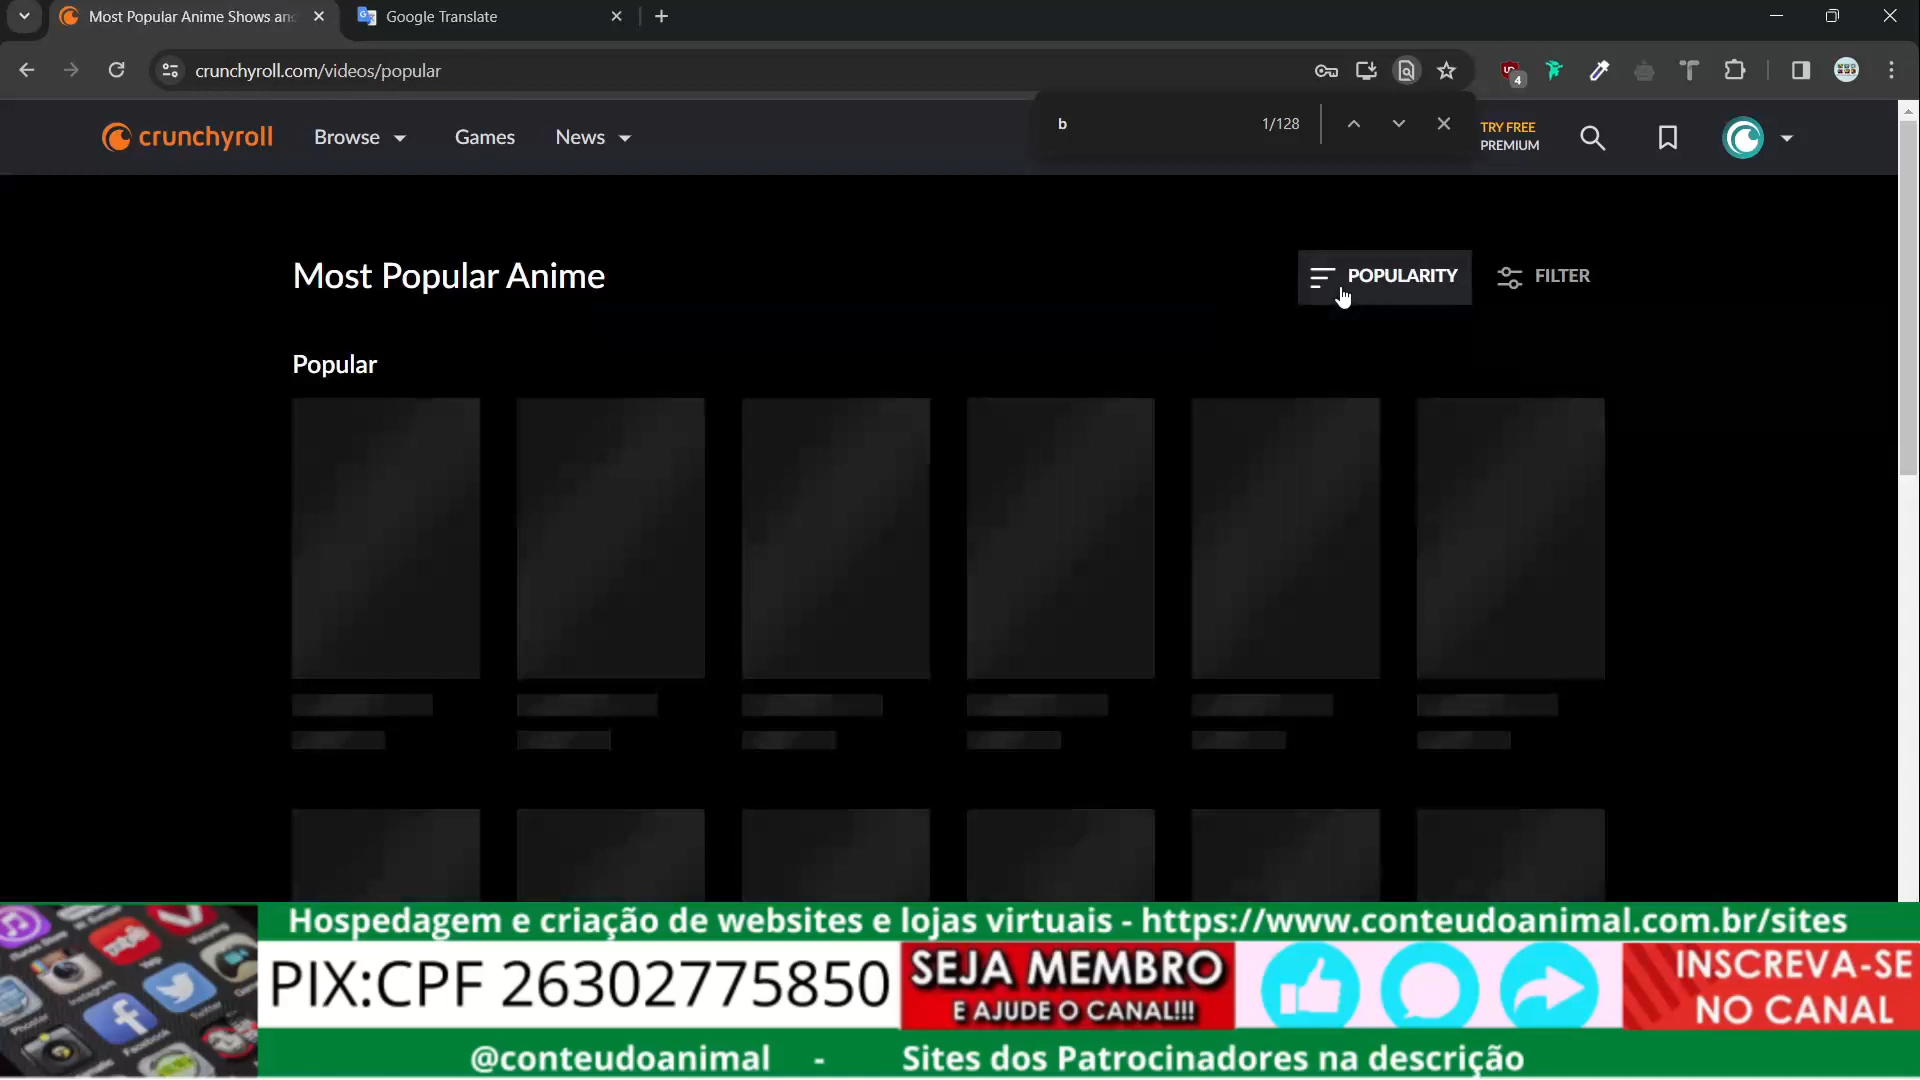 Most Popular Anime Shows an
Google Translate
crunchyroll.com/videos/popular
4
b
1/128
crunchyroll
Browse
Games
News
TRY FREE
PREMIUM
Most Popular Anime
POPULARITY
FILTER
Popular
Hospedagem e criação de websites e lojas virtuais - https://www.conteudoanimal.com.br/sites
PIX:CPF 26302775850
SEJA MEMBRO
E AJUDE O CANAL!!!
INSCREVA-SE
NO CANAL
@conteudoanimal - Sites dos Patrocinadores na descrição